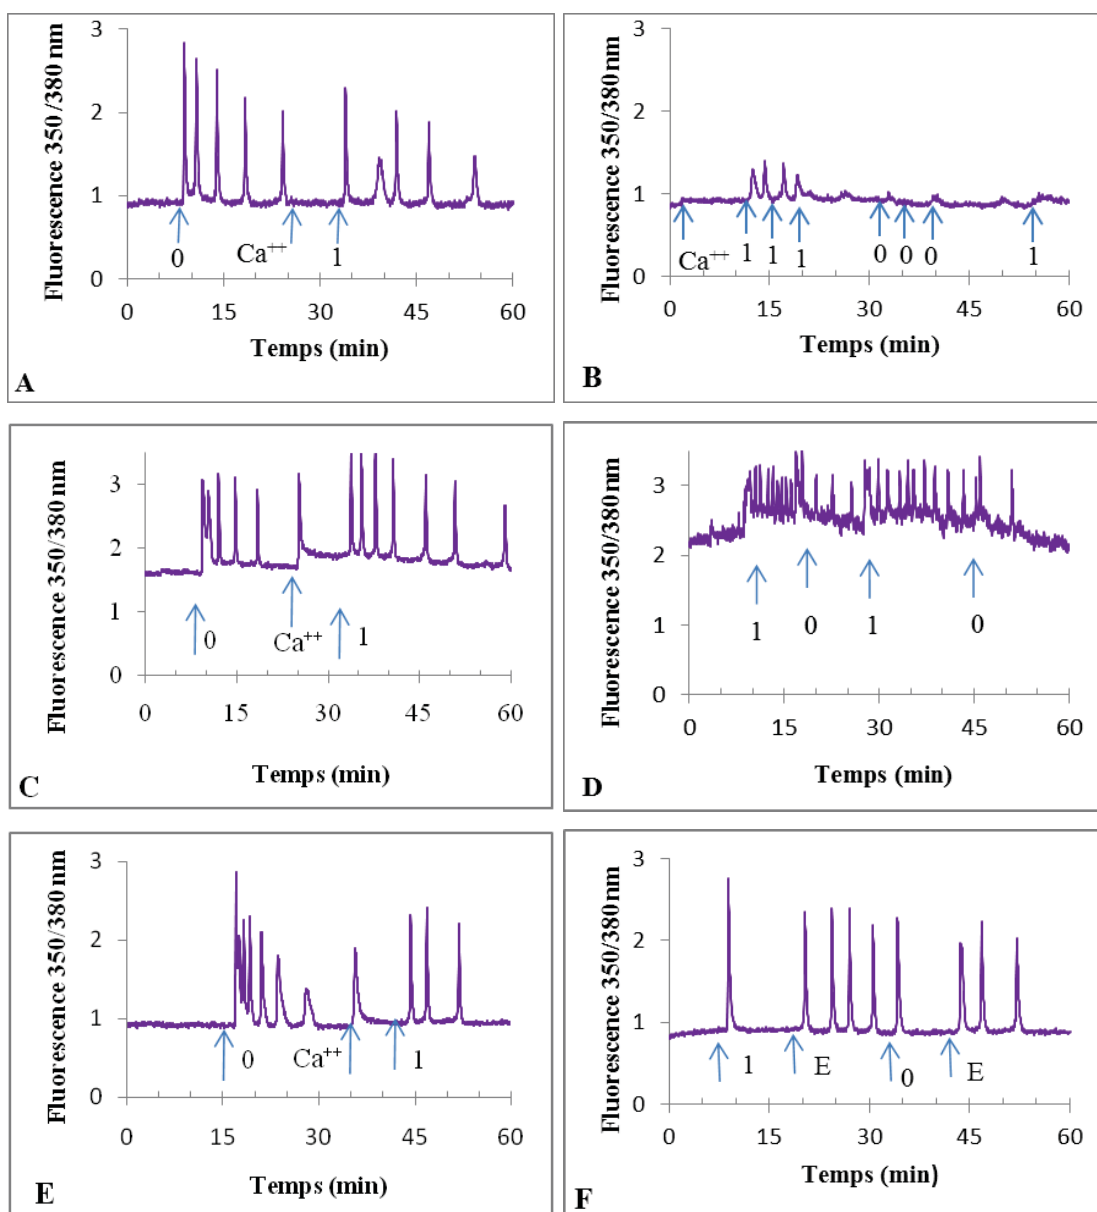 Fluorescence 350/380 nm
3
2
1
0
0
Ca⁺⁺
1
0 15 30 45 60
Temps (min)
A
Fluorescence 350/380 nm
3
2
1
0
Ca⁺⁺ 1 1 1 0 0 0 1
0 15 30 45 60
Temps (min)
B
Fluorescence 350/380 nm
3
2
1
0
0 Ca⁺⁺ 1
0 15 30 45 60
Temps (min)
C
Fluorescence 350/380 nm
3
2
1
0
1 0 1 0
0 15 30 45 60
Temps (min)
D
Fluorescence 350/380 nm
3
2
1
0
0 Ca⁺⁺ 1
0 15 30 45 60
Temps (min)
E
Fluorescence 350/380 nm
3
2
1
0
1 E 0 E
0 15 30 45 60
Temps (min)
F